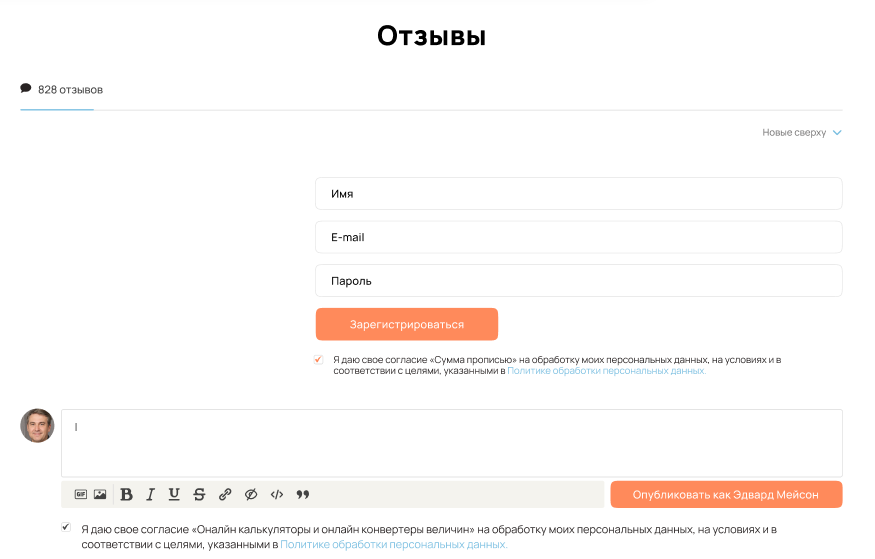 Отзывы
828 отзывов
Новые сверху
Имя
E-mail
Пароль
Зарегистрироваться
Я даю свое согласие «Сумма прописью» на обработку моих персональных данных, на условиях и в
соответствии с целями, указанными в Политике обработки персональных данных.
GIF B I U S </>
Опубликовать как Эдвард Мейсон
Я даю свое согласие «Оналйн калькуляторы и онлайн конвертеры величин» на обработку моих персональных данных, на условиях и в
соответствии с целями, указанными в Политике обработки персональных данных.